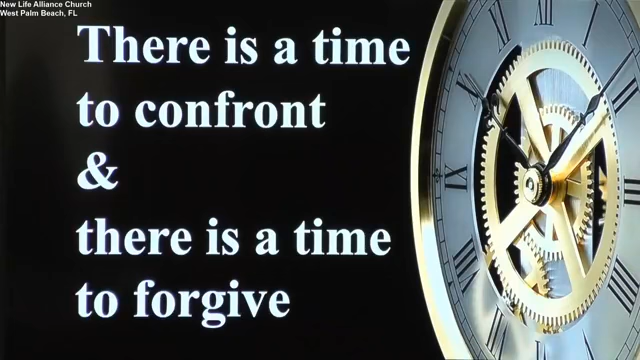 New Life Alliance Church
West Palm Beach, FL
There is a time
to confront
&
there is a time
to forgive